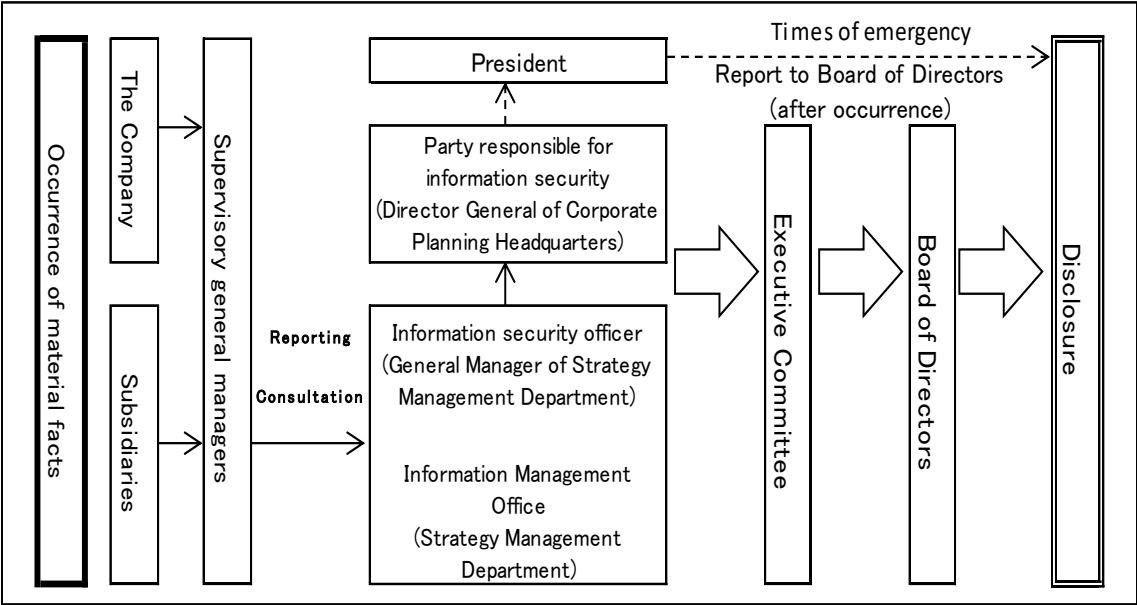 Occurrence of material facts
The Company
Subsidiaries
Supervisory general managers
Reporting
Consultation
President
Party responsible for
information security
(Director General of Corporate
Planning Headquarters)
Information security officer
(General Manager of Strategy
Management Department)
Information Management
Office
(Strategy Management
Department)
Times of emergency
Report to Board of Directors
(after occurrence)
Executive Committee
Board of Directors
Disclosure